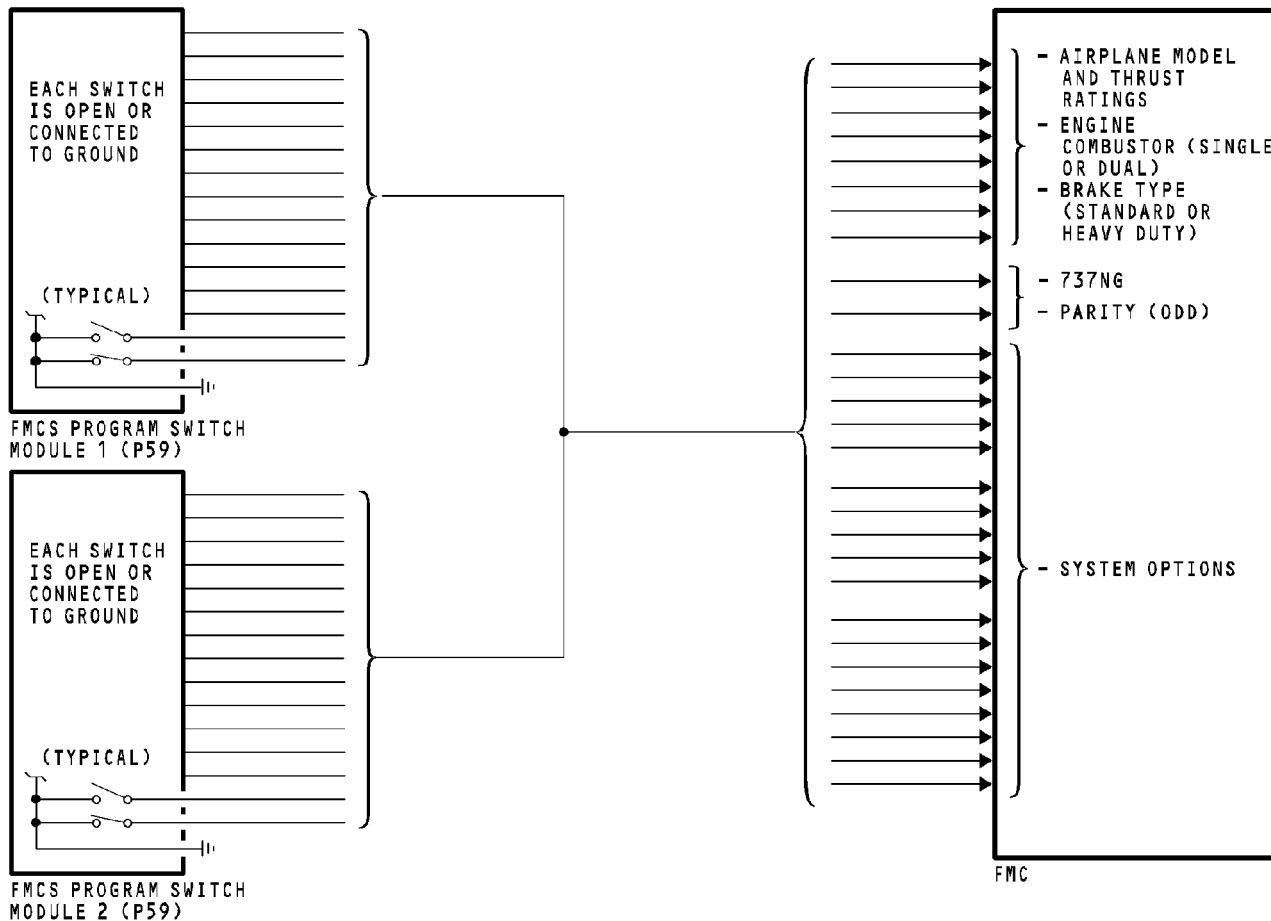 EACH SWITCH
IS OPEN OR
CONNECTED
TO GROUND
(TYPICAL)
FMCS PROGRAM SWITCH
MODULE 1 (P59)
EACH SWITCH
IS OPEN OR
CONNECTED
TO GROUND
(TYPICAL)
FMCS PROGRAM SWITCH
MODULE 2 (P59)
- AIRPLANE MODEL
AND THRUST
RATINGS
- ENGINE
COMBUSTOR (SINGLE
OR DUAL)
- BRAKE TYPE
(STANDARD OR
HEAVY DUTY)
- 737NG
- PARITY (ODD)
- SYSTEM OPTIONS
FMC